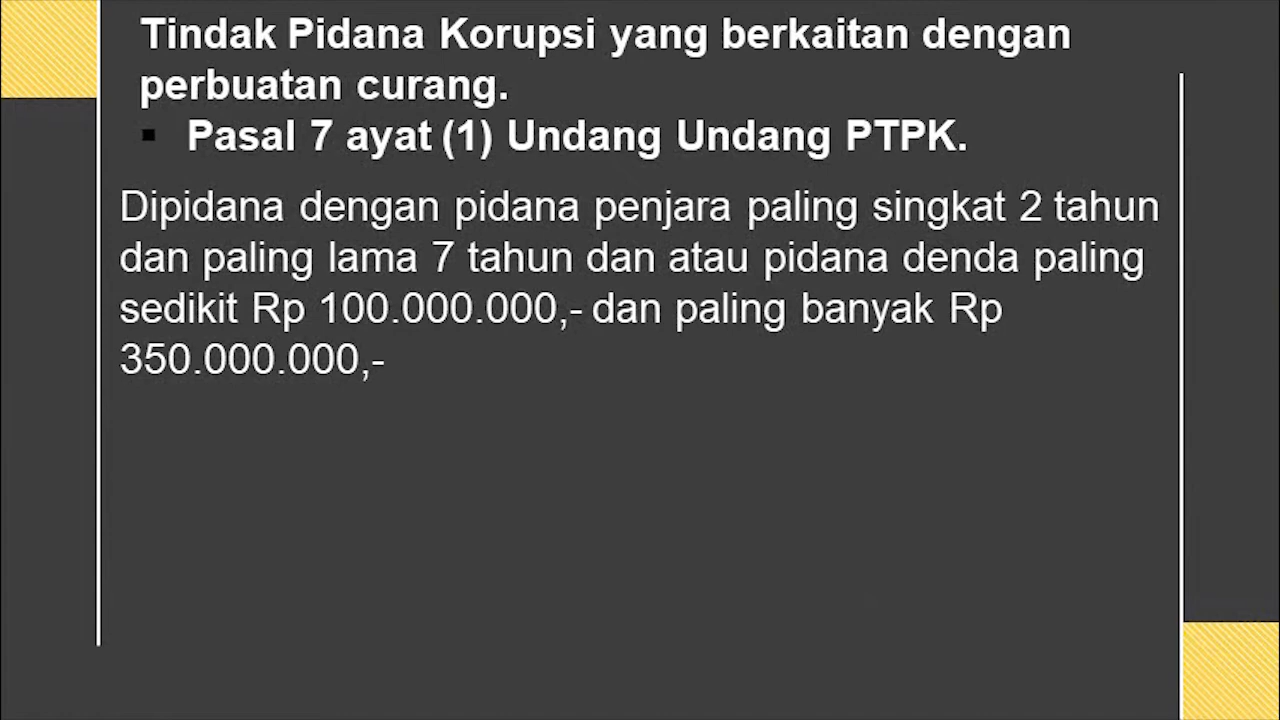 Tindak Pidana Korupsi yang berkaitan dengan
perbuatan curang.
▪ Pasal 7 ayat (1) Undang Undang PTPK.
Dipidana dengan pidana penjara paling singkat 2 tahun
dan paling lama 7 tahun dan atau pidana denda paling
sedikit Rp 100.000.000,- dan paling banyak Rp
350.000.000,-